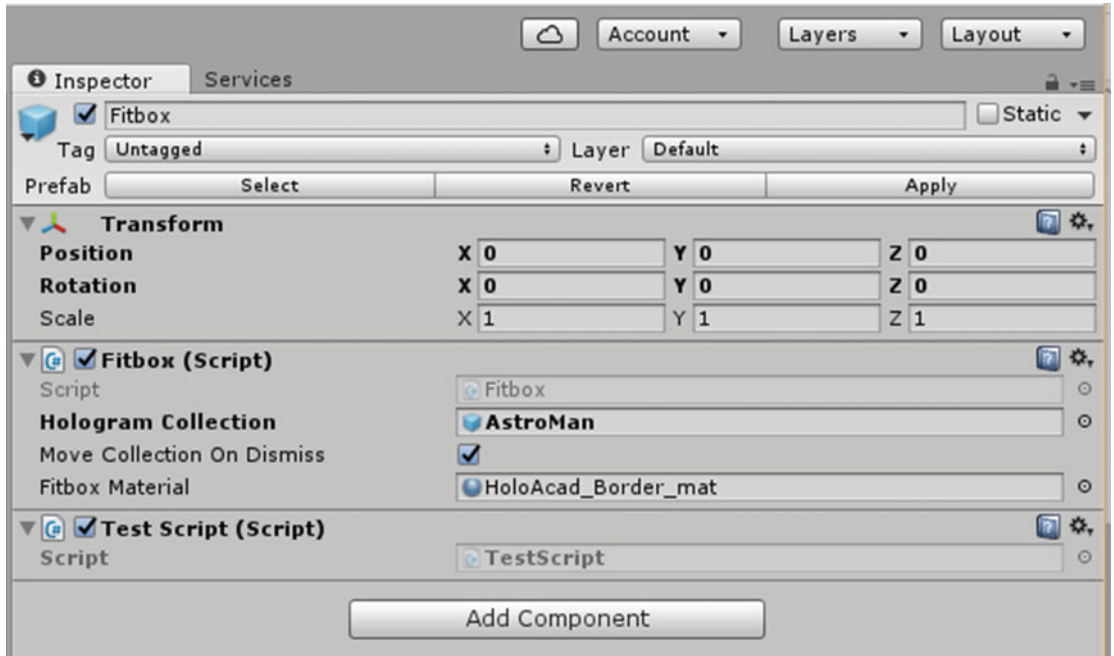 Account Layers Layout
Inspector Services
Fitbox Static
Tag Untagged Layer Default
Prefab Select Revert Apply
Transform
Position X 0 Y 0 Z 0
Rotation X 0 Y 0 Z 0
Scale X 1 Y 1 Z 1
Fitbox (Script)
Script Fitbox
Hologram Collection AstroMan
Move Collection On Dismiss
Fitbox Material HoloAcad_Border_mat
Test Script (Script)
Script TestScript
Add Component